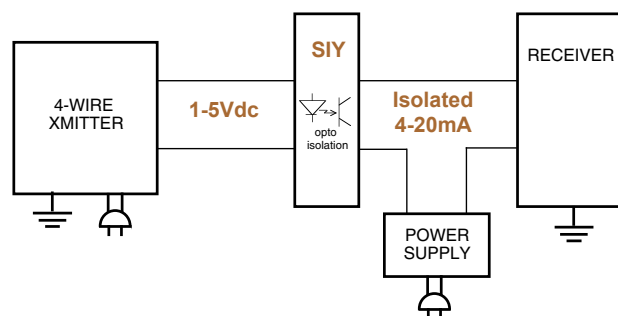 4-WIRE
XMITTER
1-5Vdc
SIY
opto
isolation
Isolated
4-20mA
RECEIVER
POWER
SUPPLY